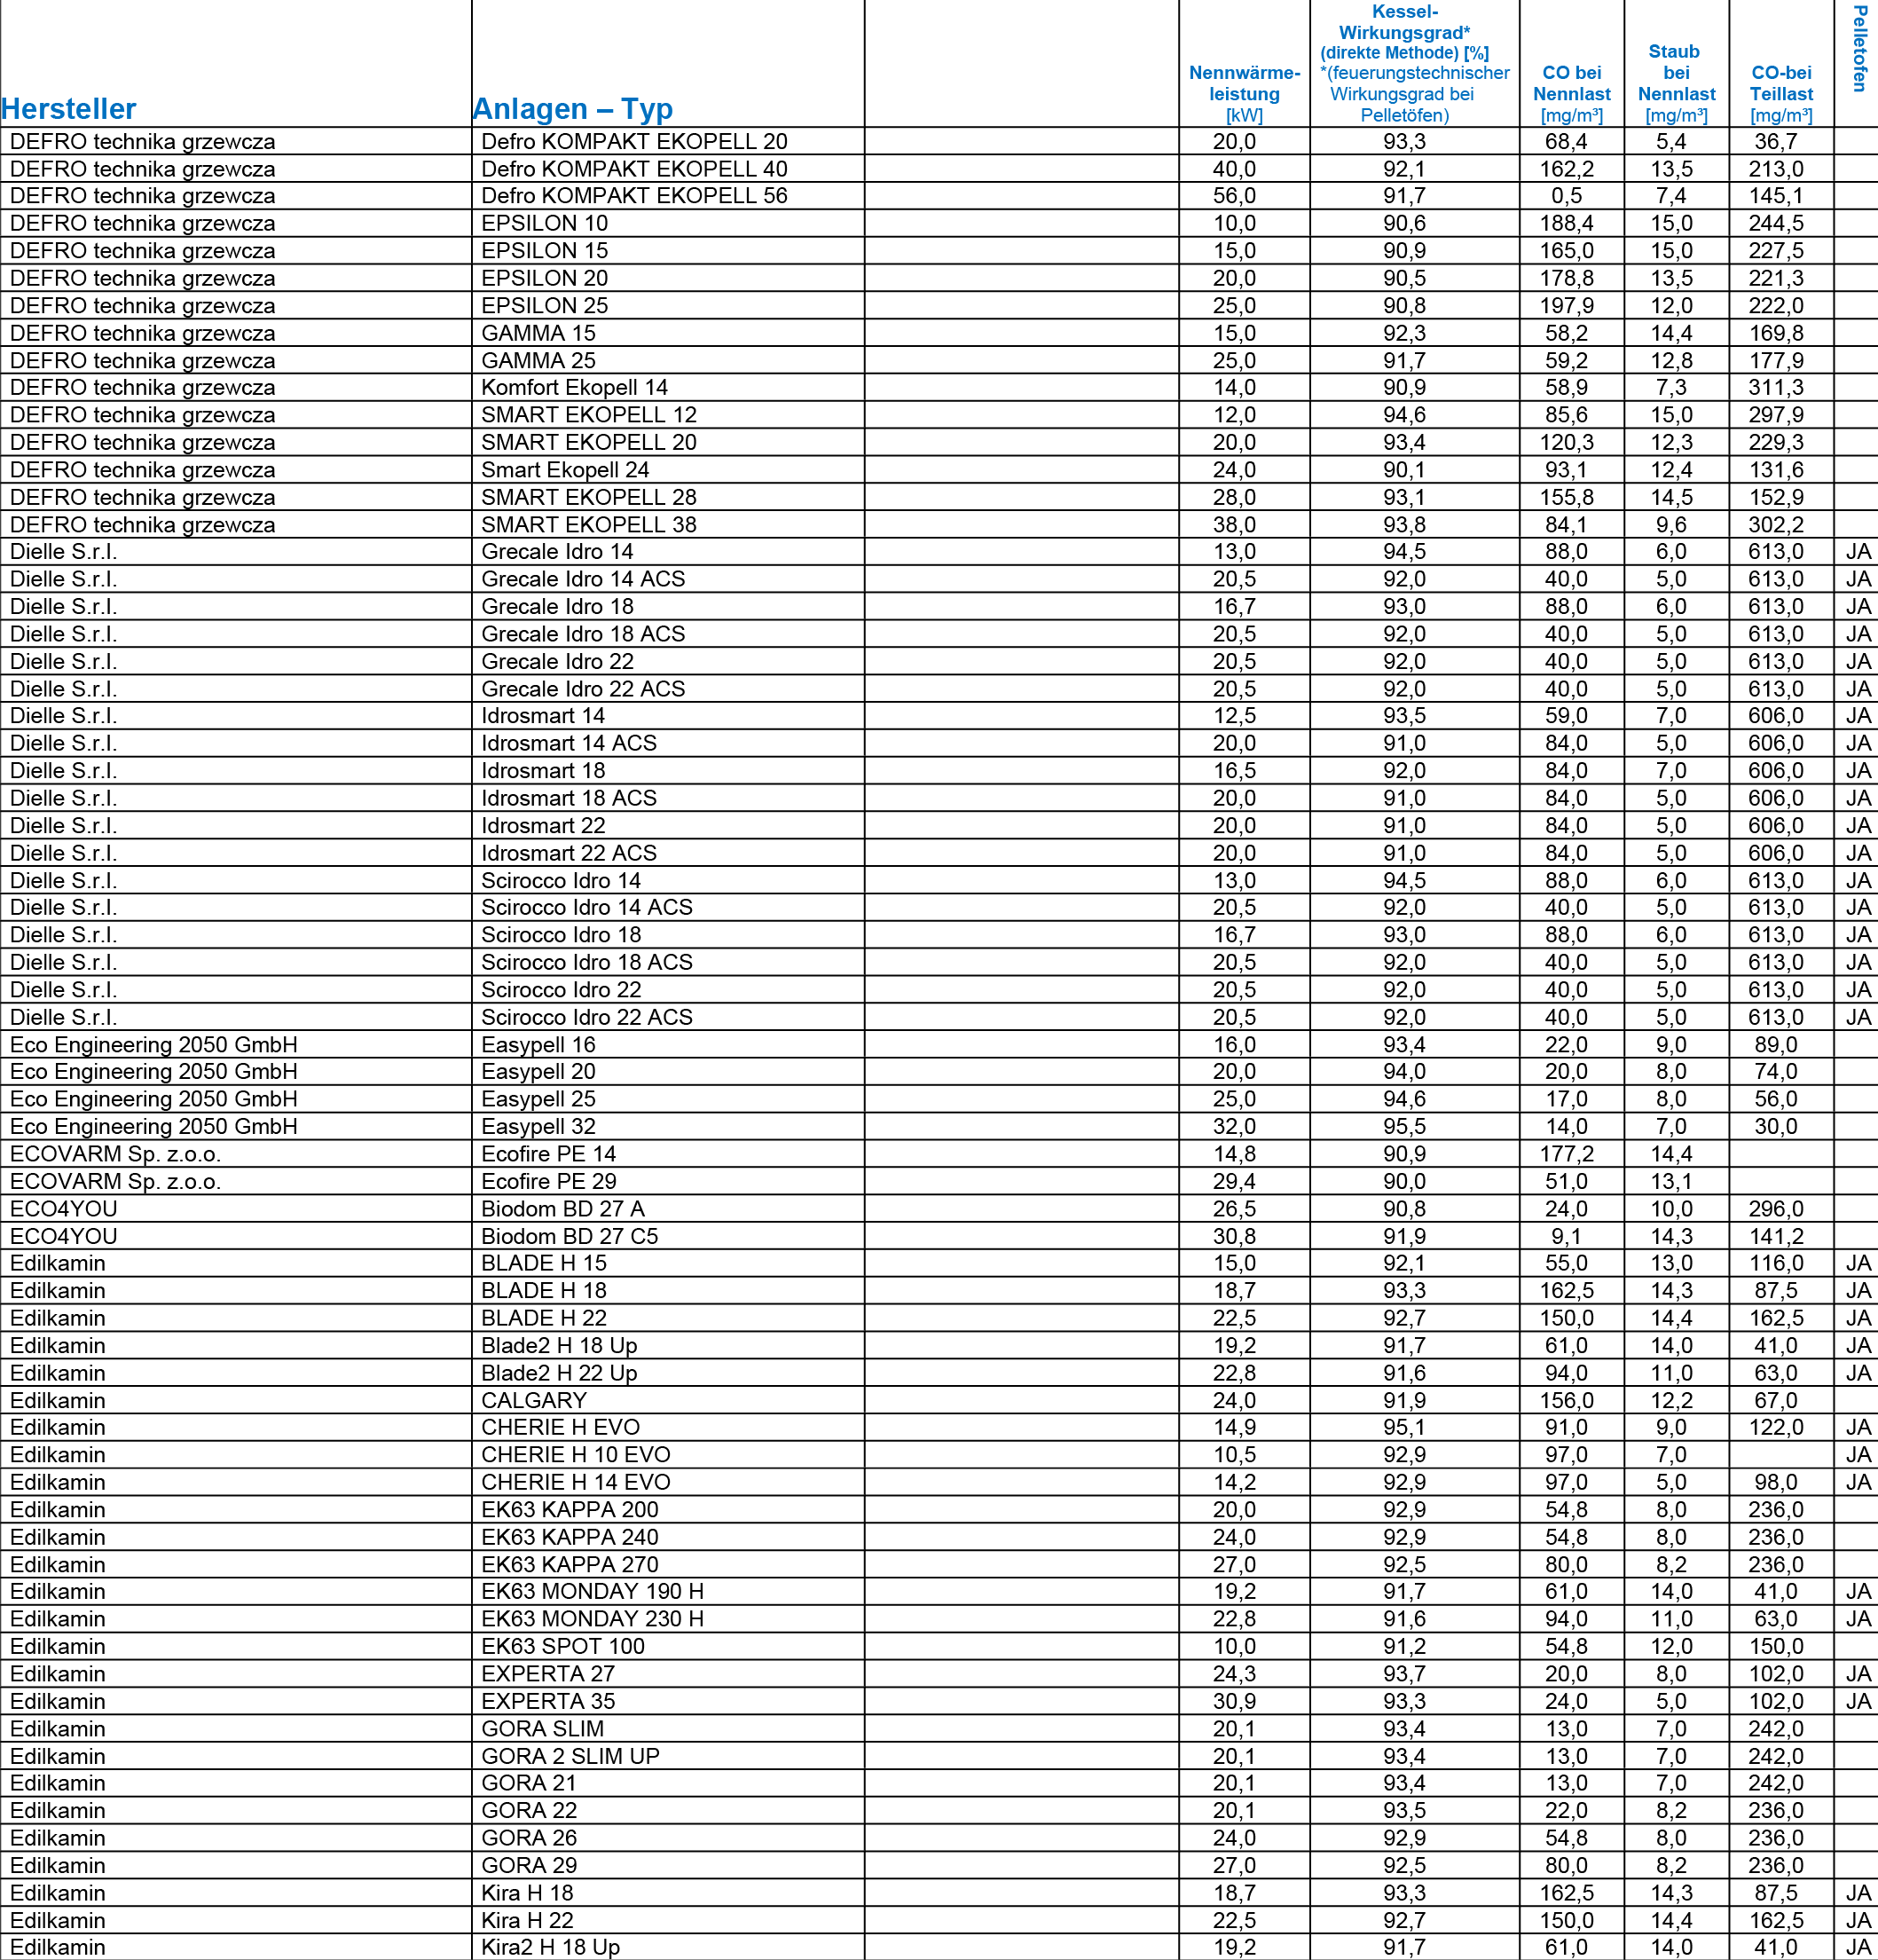 Hersteller Anlagen – Typ Nennwärme-leistung [kW] Kessel-Wirkungsgrad* (direkte Methode) [%] *(feuerungstechnischer Wirkungsgrad bei Pelletöfen) CO bei Nennlast [mg/m³] Staub bei Nennlast [mg/m³] CO-bei Teillast [mg/m³] Pelletofen
DEFRO technika grzewcza Defro KOMPAKT EKOPELL 20 20,0 93,3 68,4 5,4 36,7
DEFRO technika grzewcza Defro KOMPAKT EKOPELL 40 40,0 92,1 162,2 13,5 213,0
DEFRO technika grzewcza Defro KOMPAKT EKOPELL 56 56,0 91,7 0,5 7,4 145,1
DEFRO technika grzewcza EPSILON 10 10,0 90,6 188,4 15,0 244,5
DEFRO technika grzewcza EPSILON 15 15,0 90,9 165,0 15,0 227,5
DEFRO technika grzewcza EPSILON 20 20,0 90,5 178,8 13,5 221,3
DEFRO technika grzewcza EPSILON 25 25,0 90,8 197,9 12,0 222,0
DEFRO technika grzewcza GAMMA 15 15,0 92,3 58,2 14,4 169,8
DEFRO technika grzewcza GAMMA 25 25,0 91,7 59,2 12,8 177,9
DEFRO technika grzewcza Komfort Ekopell 14 14,0 90,9 58,9 7,3 311,3
DEFRO technika grzewcza SMART EKOPELL 12 12,0 94,6 85,6 15,0 297,9
DEFRO technika grzewcza SMART EKOPELL 20 20,0 93,4 120,3 12,3 229,3
DEFRO technika grzewcza Smart Ekopell 24 24,0 90,1 93,1 12,4 131,6
DEFRO technika grzewcza SMART EKOPELL 28 28,0 93,1 155,8 14,5 152,9
DEFRO technika grzewcza SMART EKOPELL 38 38,0 93,8 84,1 9,6 302,2
Dielle S.r.l. Grecale Idro 14 13,0 94,5 88,0 6,0 613,0 JA
Dielle S.r.l. Grecale Idro 14 ACS 20,5 92,0 40,0 5,0 613,0 JA
Dielle S.r.l. Grecale Idro 18 16,7 93,0 88,0 6,0 613,0 JA
Dielle S.r.l. Grecale Idro 18 ACS 20,5 92,0 40,0 5,0 613,0 JA
Dielle S.r.l. Grecale Idro 22 20,5 92,0 40,0 5,0 613,0 JA
Dielle S.r.l. Grecale Idro 22 ACS 20,5 92,0 40,0 5,0 613,0 JA
Dielle S.r.l. Idrosmart 14 12,5 93,5 59,0 7,0 606,0 JA
Dielle S.r.l. Idrosmart 14 ACS 20,0 91,0 84,0 5,0 606,0 JA
Dielle S.r.l. Idrosmart 18 16,5 92,0 84,0 7,0 606,0 JA
Dielle S.r.l. Idrosmart 18 ACS 20,0 91,0 84,0 5,0 606,0 JA
Dielle S.r.l. Idrosmart 22 20,0 91,0 84,0 5,0 606,0 JA
Dielle S.r.l. Idrosmart 22 ACS 20,0 91,0 84,0 5,0 606,0 JA
Dielle S.r.l. Scirocco Idro 14 13,0 94,5 88,0 6,0 613,0 JA
Dielle S.r.l. Scirocco Idro 14 ACS 20,5 92,0 40,0 5,0 613,0 JA
Dielle S.r.l. Scirocco Idro 18 16,7 93,0 88,0 6,0 613,0 JA
Dielle S.r.l. Scirocco Idro 18 ACS 20,5 92,0 40,0 5,0 613,0 JA
Dielle S.r.l. Scirocco Idro 22 20,5 92,0 40,0 5,0 613,0 JA
Dielle S.r.l. Scirocco Idro 22 ACS 20,5 92,0 40,0 5,0 613,0 JA
Eco Engineering 2050 GmbH Easypell 16 16,0 93,4 22,0 9,0 89,0
Eco Engineering 2050 GmbH Easypell 20 20,0 94,0 20,0 8,0 74,0
Eco Engineering 2050 GmbH Easypell 25 25,0 94,6 17,0 8,0 56,0
Eco Engineering 2050 GmbH Easypell 32 32,0 95,5 14,0 7,0 30,0
ECOVARM Sp. z.o.o. Ecofire PE 14 14,8 90,9 177,2 14,4
ECOVARM Sp. z.o.o. Ecofire PE 29 29,4 90,0 51,0 13,1
ECO4YOU Biodom BD 27 A 26,5 90,8 24,0 10,0 296,0
ECO4YOU Biodom BD 27 C5 30,8 91,9 9,1 14,3 141,2
Edilkamin BLADE H 15 15,0 92,1 55,0 13,0 116,0 JA
Edilkamin BLADE H 18 18,7 93,3 162,5 14,3 87,5 JA
Edilkamin BLADE H 22 22,5 92,7 150,0 14,4 162,5 JA
Edilkamin Blade2 H 18 Up 19,2 91,7 61,0 14,0 41,0 JA
Edilkamin Blade2 H 22 Up 22,8 91,6 94,0 11,0 63,0 JA
Edilkamin CALGARY 24,0 91,9 156,0 12,2 67,0
Edilkamin CHERIE H EVO 14,9 95,1 91,0 9,0 122,0 JA
Edilkamin CHERIE H 10 EVO 10,5 92,9 97,0 7,0 JA
Edilkamin CHERIE H 14 EVO 14,2 92,9 97,0 5,0 98,0 JA
Edilkamin EK63 KAPPA 200 20,0 92,9 54,8 8,0 236,0
Edilkamin EK63 KAPPA 240 24,0 92,9 54,8 8,0 236,0
Edilkamin EK63 KAPPA 270 27,0 92,5 80,0 8,2 236,0
Edilkamin EK63 MONDAY 190 H 19,2 91,7 61,0 14,0 41,0 JA
Edilkamin EK63 MONDAY 230 H 22,8 91,6 94,0 11,0 63,0 JA
Edilkamin EK63 SPOT 100 10,0 91,2 54,8 12,0 150,0
Edilkamin EXPERTA 27 24,3 93,7 20,0 8,0 102,0 JA
Edilkamin EXPERTA 35 30,9 93,3 24,0 5,0 102,0 JA
Edilkamin GORA SLIM 20,1 93,4 13,0 7,0 242,0
Edilkamin GORA 2 SLIM UP 20,1 93,4 13,0 7,0 242,0
Edilkamin GORA 21 20,1 93,4 13,0 7,0 242,0
Edilkamin GORA 22 20,1 93,5 22,0 8,2 236,0
Edilkamin GORA 26 24,0 92,9 54,8 8,0 236,0
Edilkamin GORA 29 27,0 92,5 80,0 8,2 236,0
Edilkamin Kira H 18 18,7 93,3 162,5 14,3 87,5 JA
Edilkamin Kira H 22 22,5 92,7 150,0 14,4 162,5 JA
Edilkamin Kira2 H 18 Up 19,2 91,7 61,0 14,0 41,0 JA